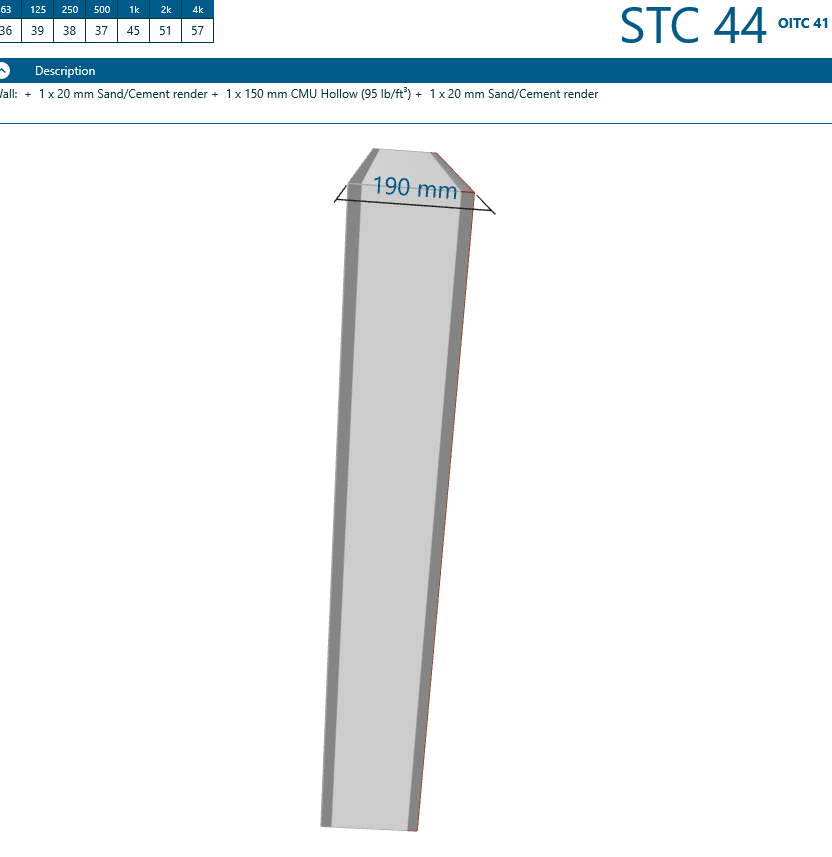 63 125 250 500 1k 2k 4k
36 39 38 37 45 51 57
STC 44 OITC 41
Description
Wall: + 1 x 20 mm Sand/Cement render + 1 x 150 mm CMU Hollow (95 lb/ft³) + 1 x 20 mm Sand/Cement render
190 mm